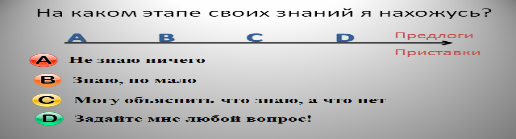 На каком этапе своих знаний я нахожусь?
A B C D Предлоги
Приставки
A Не знаю ничего
B Знаю, но мало
C Могу объяснить что знаю, а что нет
D Задайте мне любой вопрос!